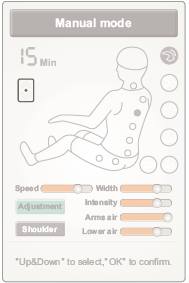 Manual mode
15 Min
Speed Width
Adjustment Intensity
Arms air
Shoulder Lower air
"Up&Down" to select,"OK" to confirm.